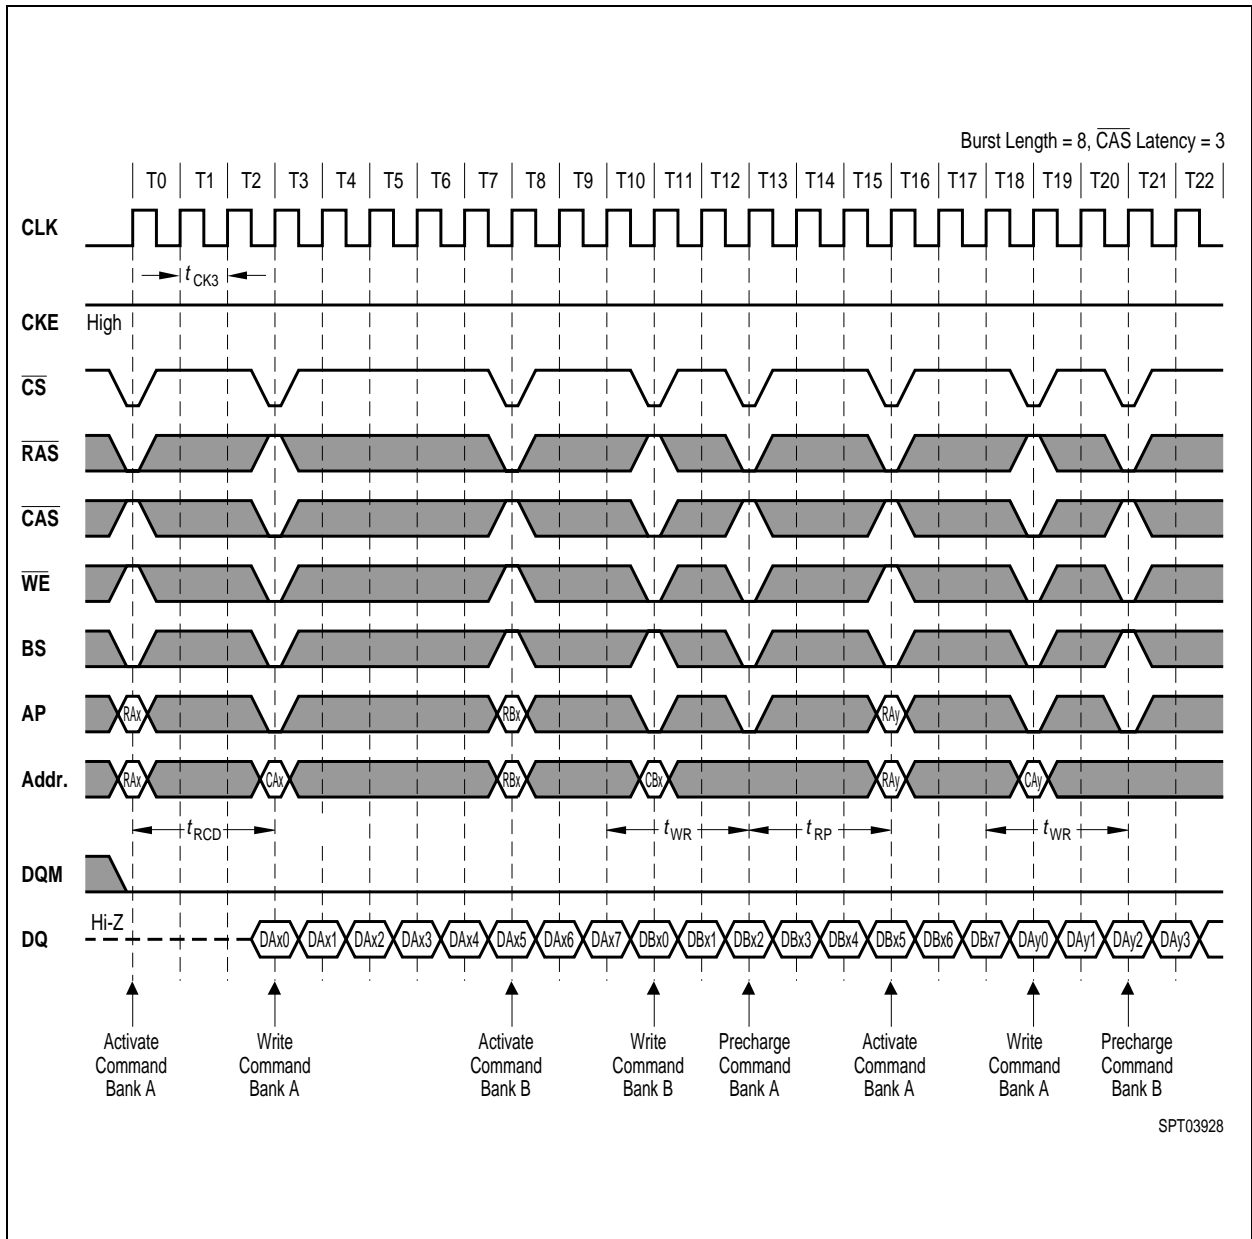 Burst Length = 8, CAS Latency = 3
T0 T1 T2 T3 T4 T5 T6 T7 T8 T9 T10 T11 T12 T13 T14 T15 T16 T17 T18 T19 T20 T21 T22
CLK
t CK3
CKE High
CS
RAS
CAS
WE
BS
AP RAx RBx RAy
Addr. RAx CAx RBx CBx RAy CAy
t RCD t WR t RP t WR
DQM
Hi-Z
DQ DAx0 DAx1 DAx2 DAx3 DAx4 DAx5 DAx6 DAx7 DBx0 DBx1 DBx2 DBx3 DBx4 DBx5 DBx6 DBx7 DAy0 DAy1 DAy2 DAy3
Activate Write Activate Write Precharge Activate Write Precharge
Command Command Command Command Command Command Command Command
Bank A Bank A Bank B Bank B Bank A Bank A Bank A Bank B
SPT03928